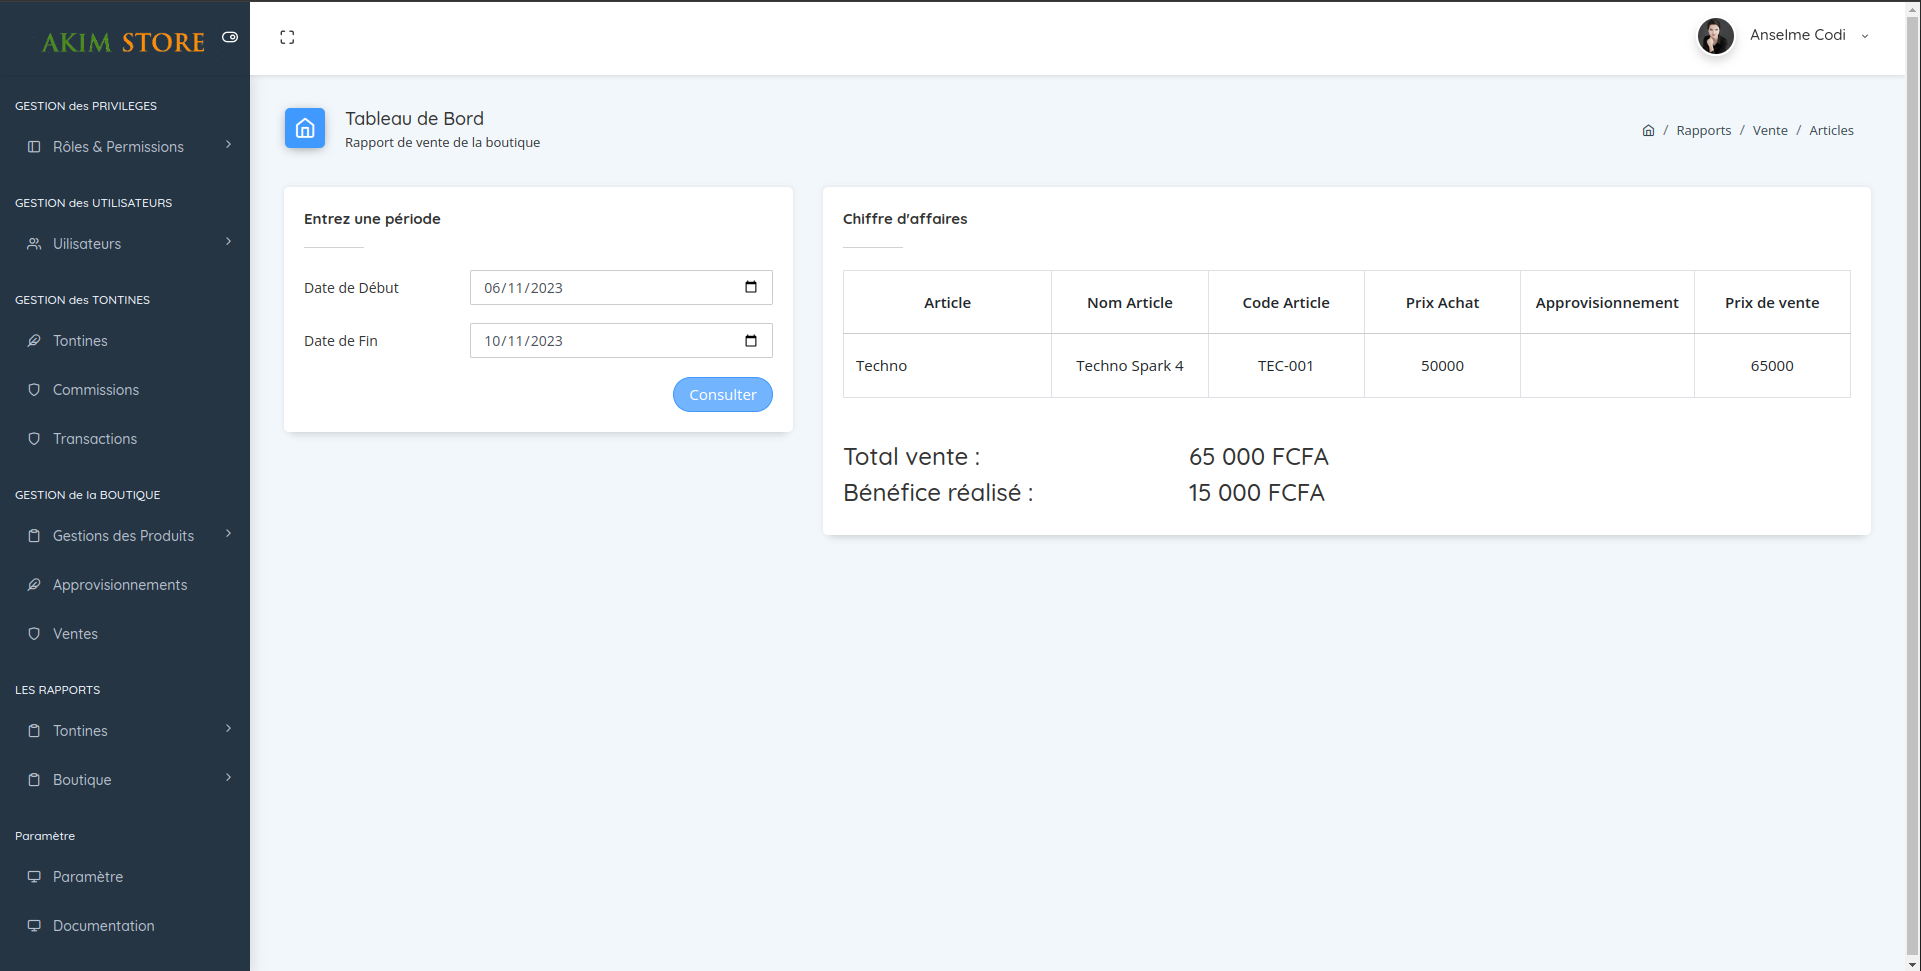 AKIM STORE
Anselme Codi
GESTION des PRIVILEGES
Rôles & Permissions
GESTION des UTILISATEURS
Uilisateurs
GESTION des TONTINES
Tontines
Commissions
Transactions
GESTION de la BOUTIQUE
Gestions des Produits
Approvisionnements
Ventes
LES RAPPORTS
Tontines
Boutique
Paramètre
Paramètre
Documentation
Tableau de Bord
Rapport de vente de la boutique
/ Rapports / Vente / Articles
Entrez une période
Date de Début 06/11/2023
Date de Fin 10/11/2023
Consulter
Chiffre d'affaires
Article Nom Article Code Article Prix Achat Approvisionnement Prix de vente
Techno Techno Spark 4 TEC-001 50000 65000
Total vente : 65 000 FCFA
Bénéfice réalisé : 15 000 FCFA